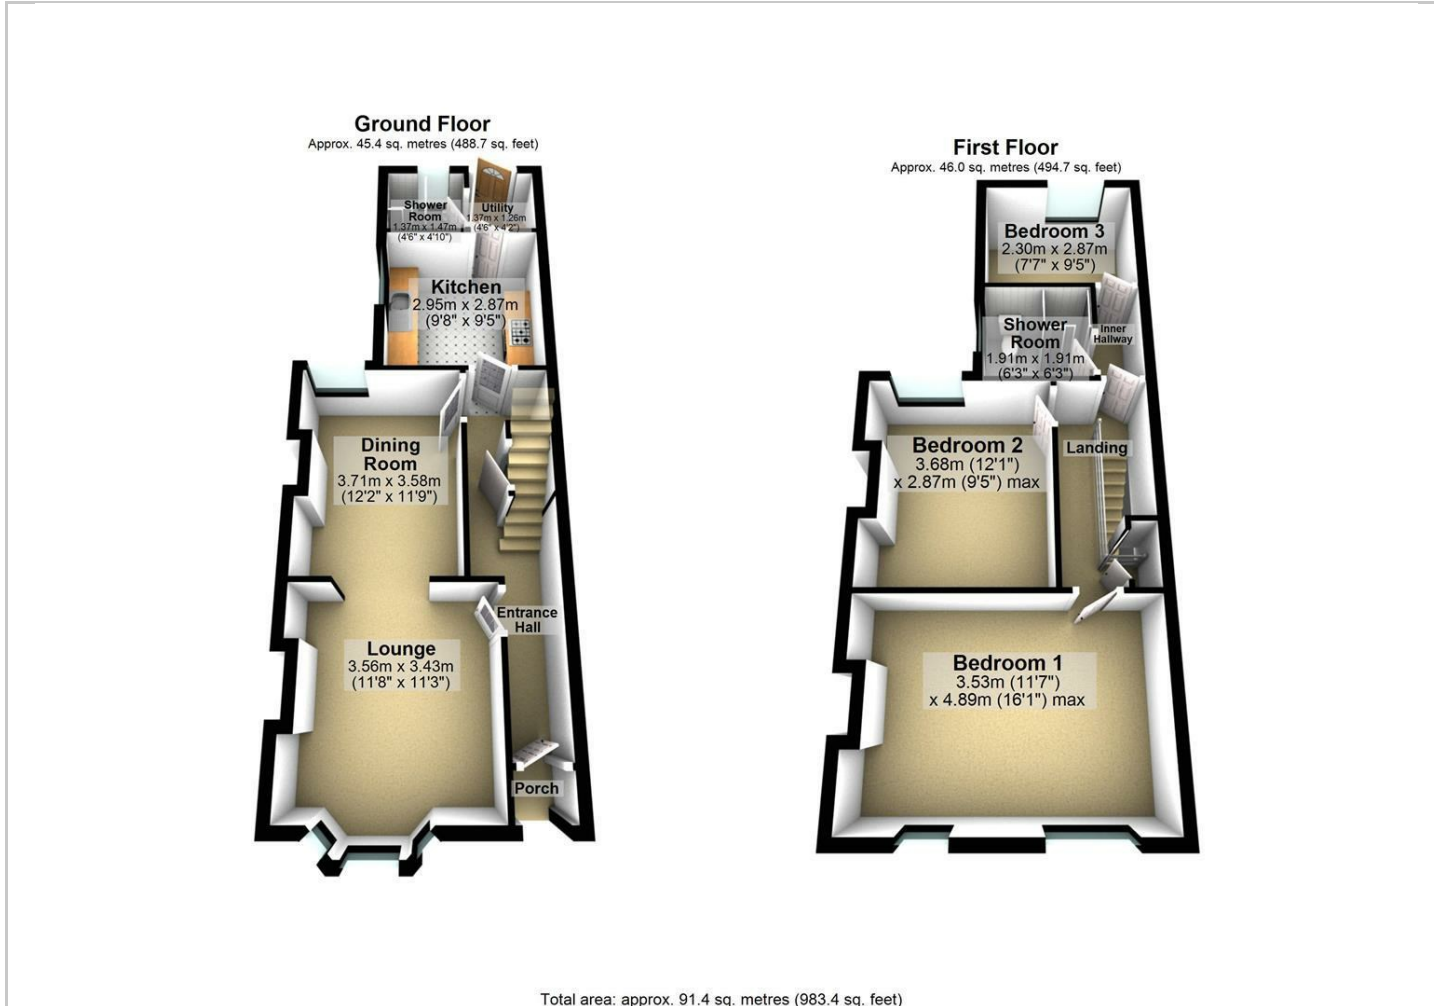 Ground Floor
Approx. 45.4 sq. metres (488.7 sq. feet)
Shower
Room
1.37m x 1.47m
(4'6" x 4'10")
Utility
1.37m x 1.26m
(4'6" x 4'2")
Kitchen
2.95m x 2.87m
(9'8" x 9'5")
Dining
Room
3.71m x 3.58m
(12'2" x 11'9")
Entrance
Hall
Lounge
3.56m x 3.43m
(11'8" x 11'3")
Porch
First Floor
Approx. 46.0 sq. metres (494.7 sq. feet)
Bedroom 3
2.30m x 2.87m
(7'7" x 9'5")
Shower
Room
1.91m x 1.91m
(6'3" x 6'3")
Inner
Hallway
Bedroom 2
3.68m (12'1")
x 2.87m (9'5") max
Landing
Bedroom 1
3.53m (11'7")
x 4.89m (16'1") max
Total area: approx. 91.4 sq. metres (983.4 sq. feet)